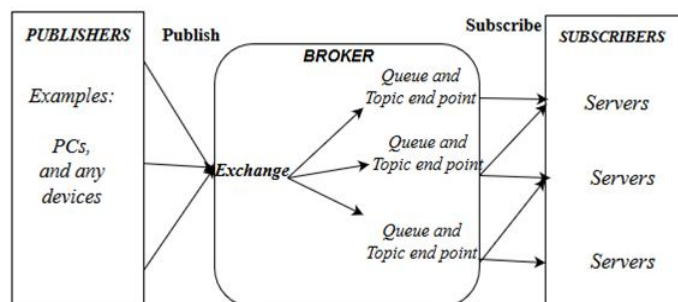 PUBLISHERS
Examples:
PCs,
and any
devices
Publish
BROKER
Exchange
Queue and
Topic end point
Queue and
Topic end point
Queue and
Topic end point
Subscribe
SUBSCRIBERS
Servers
Servers
Servers